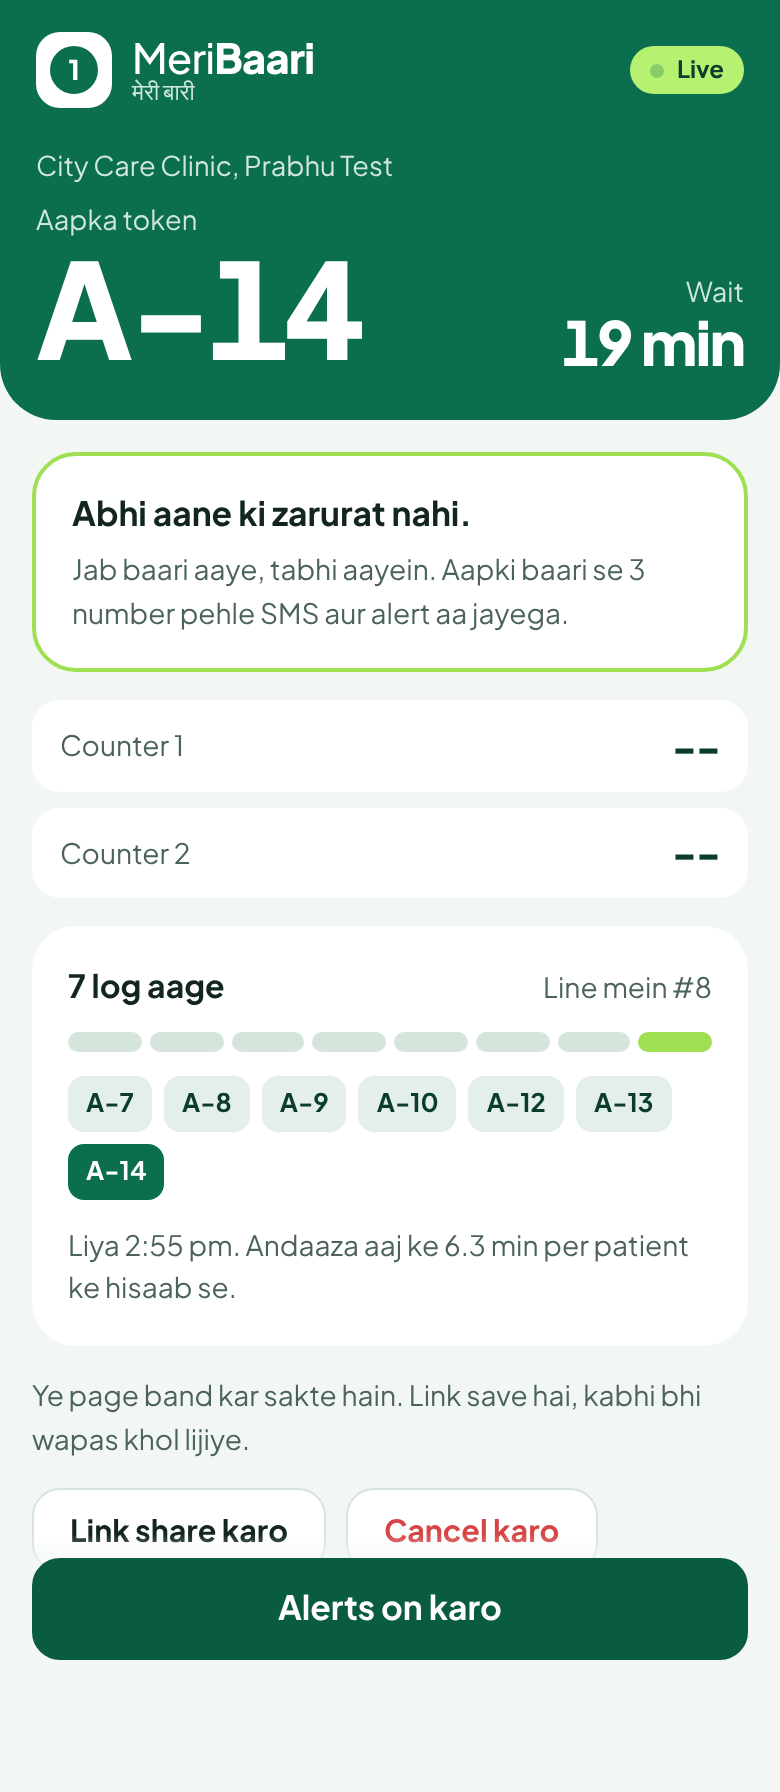 1
MeriBaari
मेरी बारी
Live
City Care Clinic, Prabhu Test
Aapka token
A-14
Wait
19 min
Abhi aane ki zarurat nahi.
Jab baari aaye, tabhi aayein. Aapki baari se 3
number pehle SMS aur alert aa jayega.
Counter 1
--
Counter 2
--
7 log aage
Line mein #8
A-7 A-8 A-9 A-10 A-12 A-13
A-14
Liya 2:55 pm. Andaaza aaj ke 6.3 min per patient
ke hisaab se.
Ye page band kar sakte hain. Link save hai, kabhi bhi
wapas khol lijiye.
Link share karo
Cancel karo
Alerts on karo